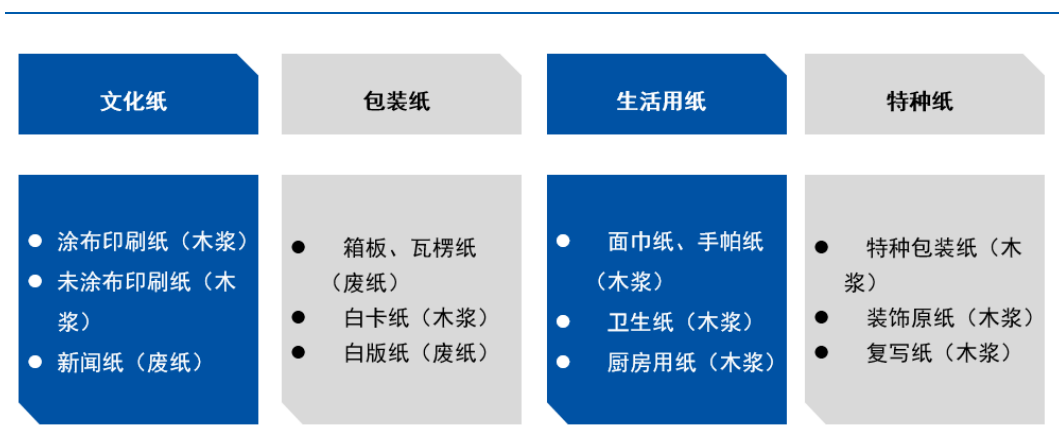 文化纸
包装纸
生活用纸
特种纸
涂布印刷纸（木浆）
未涂布印刷纸（木
浆）
新闻纸（废纸）
箱板、瓦楞纸
（废纸）
白卡纸（木浆）
白版纸（废纸）
面巾纸、手帕纸
（木浆）
卫生纸（木浆）
厨房用纸（木浆）
特种包装纸（木
浆）
装饰原纸（木浆）
复写纸（木浆）